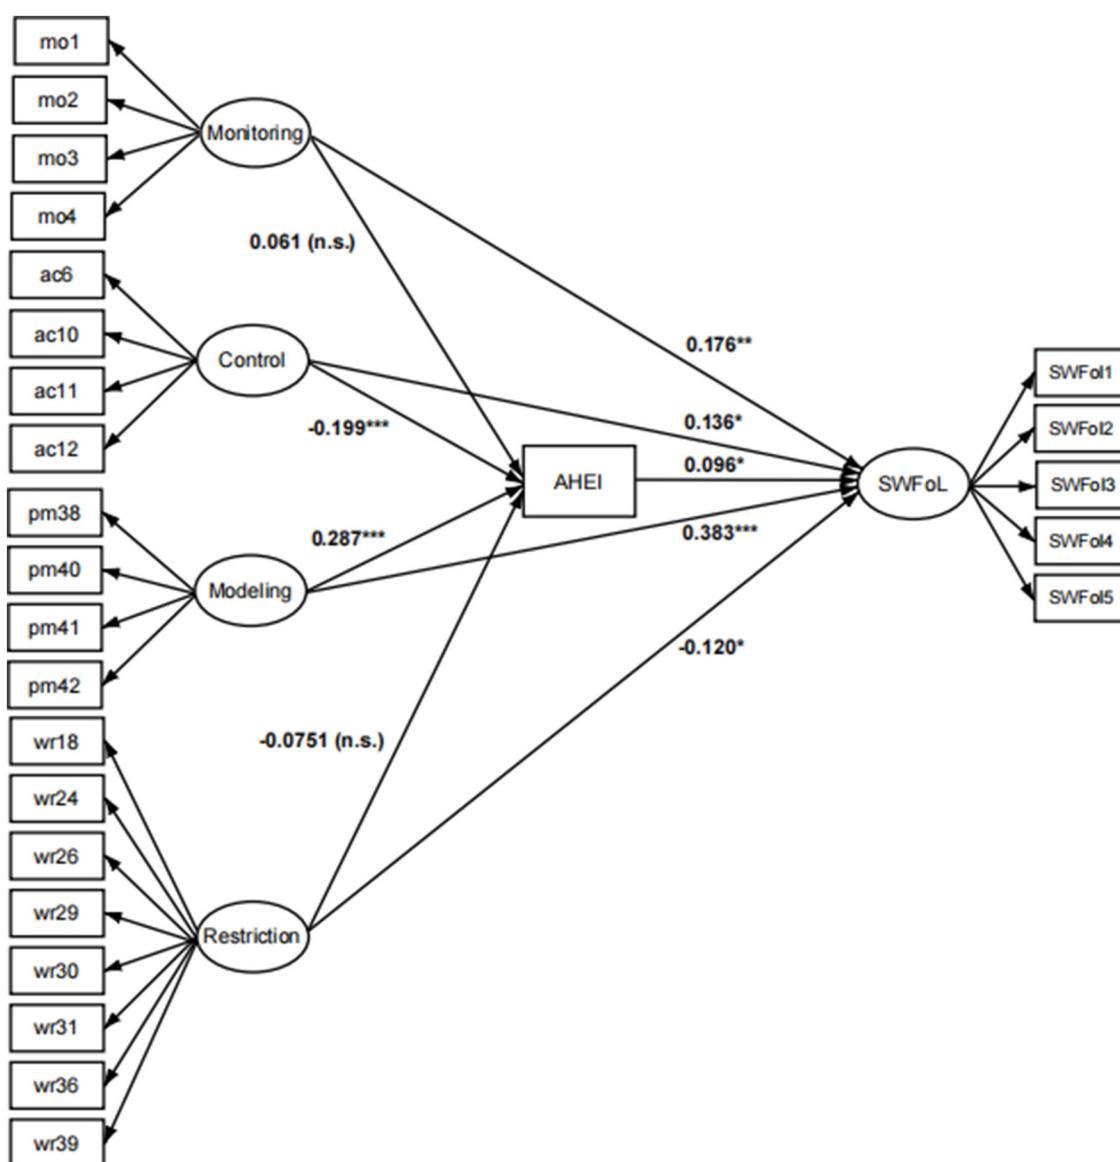 mo1
mo2
mo3
mo4
ac6
ac10
ac11
ac12
pm38
pm40
pm41
pm42
wr18
wr24
wr26
wr29
wr30
wr31
wr36
wr39
Monitoring
Control
Modeling
Restriction
0.061 (n.s.)
-0.199***
0.287***
-0.0751 (n.s.)
AHEI
0.176**
0.136*
0.096*
0.383***
-0.120*
SWFoL
SWFol1
SWFol2
SWFol3
SWFol4
SWFol5